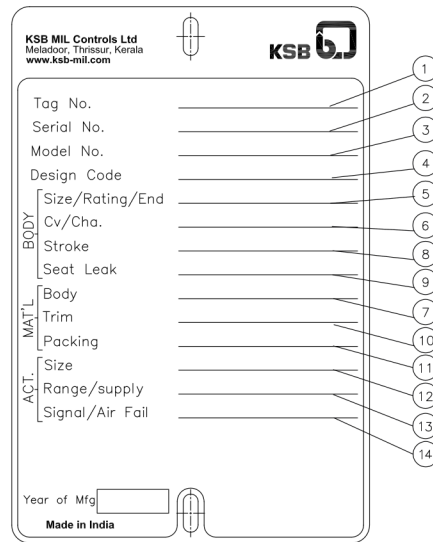 KSB MIL Controls Ltd
Meladoor, Thrissur, Kerala
www.ksb-mil.com
KSB
Tag No. 1
Serial No. 2
Model No. 3
Design Code 4
BODY
Size/Rating/End 5
Cv/Cha. 6
Stroke 8
Seat Leak 9
MAT'L
Body 7
Trim 10
Packing 11
ACT.
Size 12
Range/supply 13
Signal/Air Fail 14
Year of Mfg
Made in India